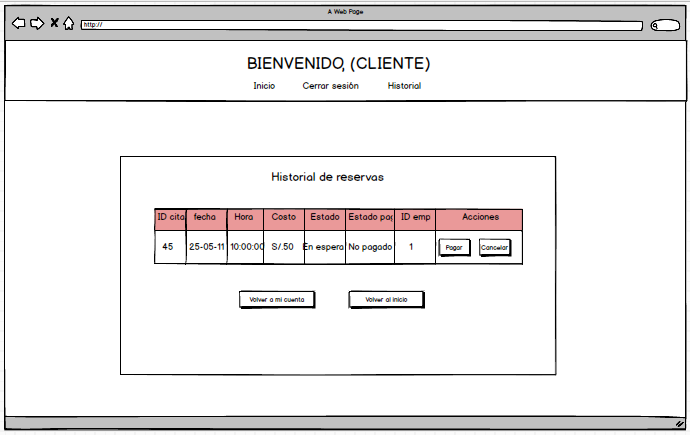 A Web Page
http://
BIENVENIDO, (CLIENTE)
Inicio Cerrar sesión Historial
Historial de reservas
ID cita fecha Hora Costo Estado Estado pag ID emp Acciones
45 25-05-11 10:00:00 S/.50 En espera No pagado 1 Pagar Cancelar
Volver a mi cuenta Volver al inicio